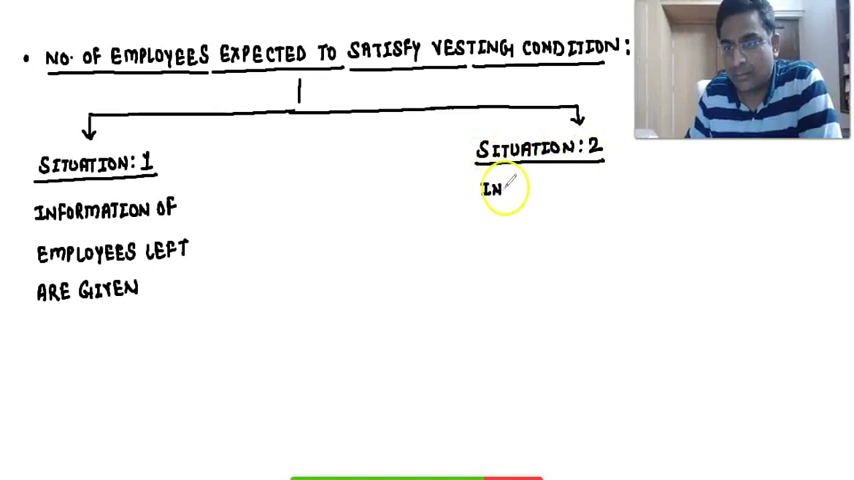 • NO. OF EMPLOYEES EXPECTED TO SATISFY VESTING CONDITION:
SITUATION: 1
INFORMATION OF
EMPLOYEES LEFT
ARE GIVEN
SITUATION: 2
IN